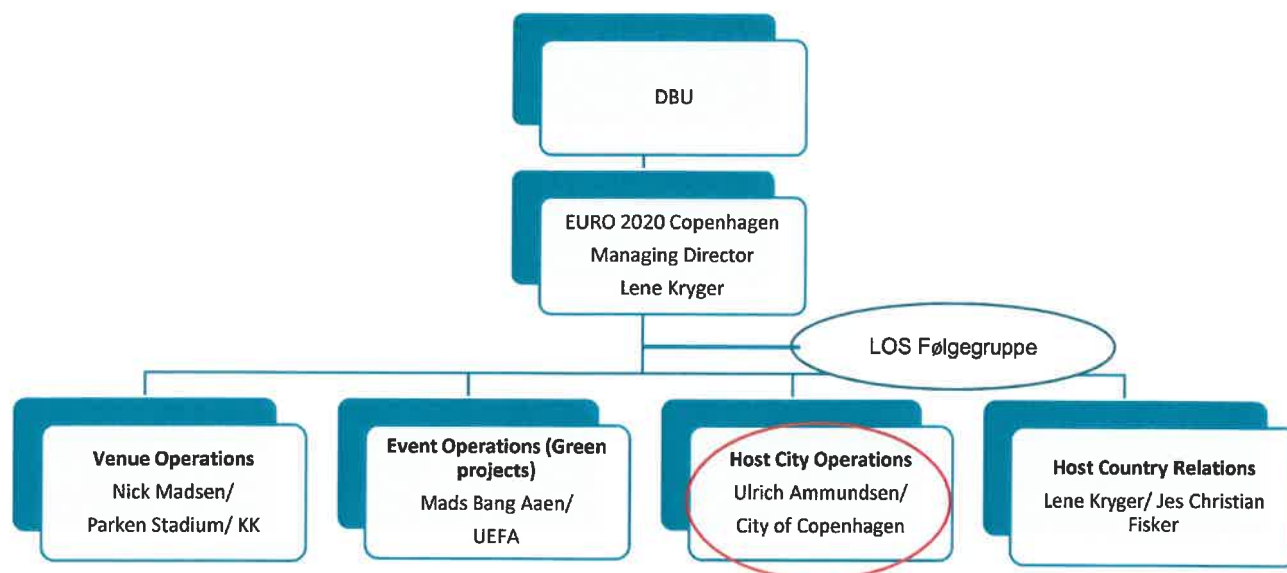 DBU
EURO 2020 Copenhagen
Managing Director
Lene Kryger
LOS Følgegruppe
Venue Operations
Nick Madsen/
Parken Stadium/ KK
Event Operations (Green
projects)
Mads Bang Aaen/
UEFA
Host City Operations
Ulrich Ammundsen/
City of Copenhagen
Host Country Relations
Lene Kryger/ Jes Christian
Fisker